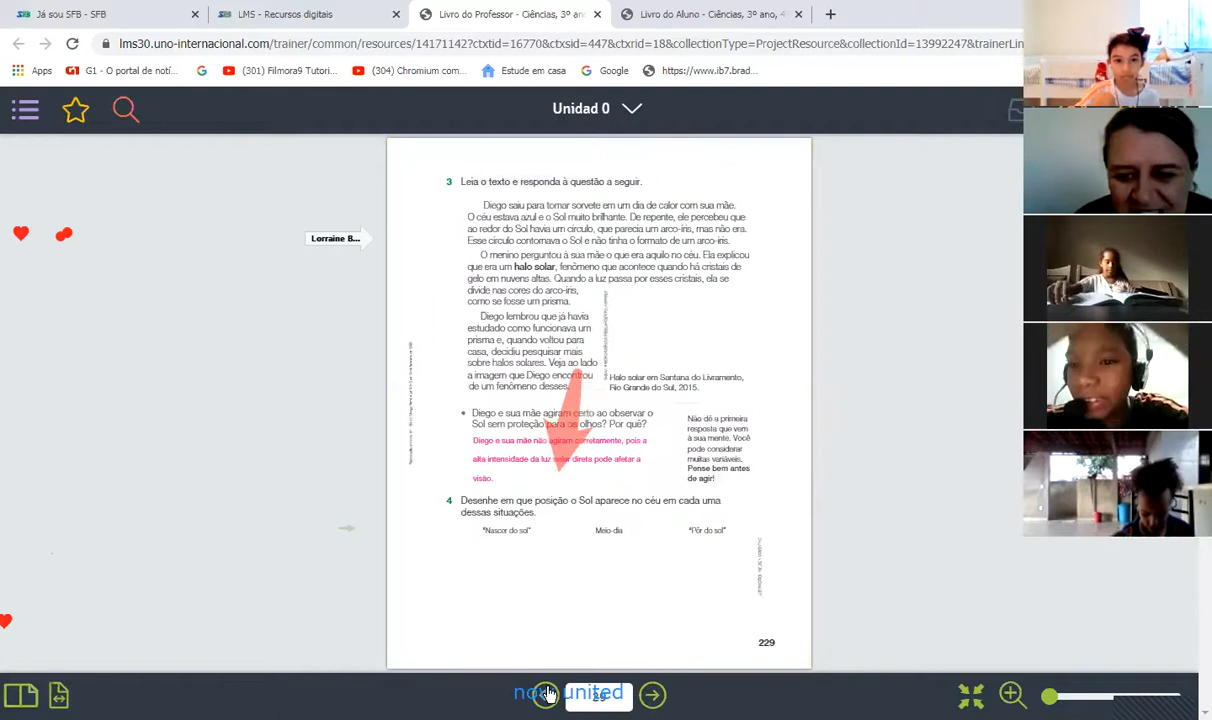 Já sou SFB - SFB
LMS - Recursos digitais
Livro do Professor - Ciências, 3º an
Livro do Aluno - Ciências, 3º ano, 4
lms30.uno-internacional.com/trainer/common/resources/14171142?ctxtid=16770&ctxsid=447&ctxrid=18&collectionType=ProjectResource&collectionId=13992247&trainerLin
Apps
G1 - O portal de notí...
(301) Filmora9 Tutori...
(304) Chromium com...
Estude em casa
Google
https://www.ib7.brad...
Unidad 0
3 Leia o texto e responda à questão a seguir.
Diego saiu para tomar sorvete em um dia de calor com sua mãe.
O céu estava azul e o Sol muito brilhante. De repente, ele percebeu que
ao redor do Sol havia um círculo, que parecia um arco-íris, mas não era.
Esse círculo contornava o Sol e não tinha o formato de um arco-íris.
O menino perguntou à sua mãe o que era aquilo no céu. Ela explicou
que era um halo solar, fenômeno que acontece quando há cristais de
gelo em nuvens altas. Quando a luz passa por esses cristais, ela se
divide nas cores do arco-íris,
como se fosse um prisma.
Diego lembrou que já havia
estudado como funcionava um
prisma e, quando voltou para
casa, decidiu pesquisar mais
sobre halos solares. Veja ao lado
a imagem que Diego encontrou
de um fenômeno desses.
Halo solar em Santana do Livramento,
Rio Grande do Sul, 2015.
• Diego e sua mãe agiram certo ao observar o
Sol sem proteção para os olhos? Por quê?
Diego e sua mãe não agiram corretamente, pois a
alta intensidade da luz solar direta pode afetar a
visão.
Não dê a primeira
resposta que vem
à sua mente. Você
pode considerar
muitas variáveis.
Pense bem antes
de agir!
4 Desenhe em que posição o Sol aparece no céu em cada uma
dessas situações.
"Nascer do sol"
Meio-dia
"Pôr do sol"
229
Lorraine B...
now united